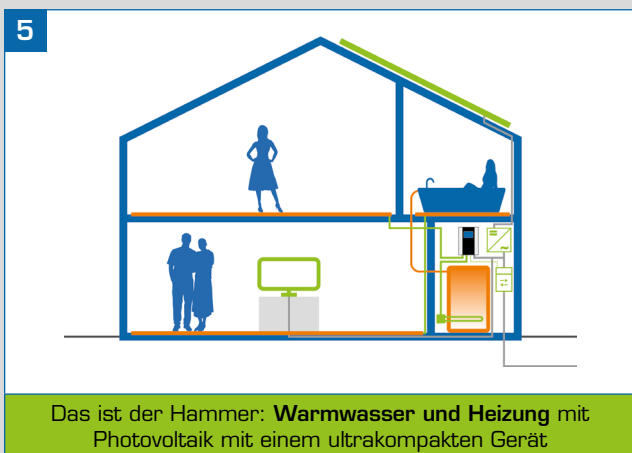 5
Das ist der Hammer: Warmwasser und Heizung mit
Photovoltaik mit einem ultrakompakten Gerät